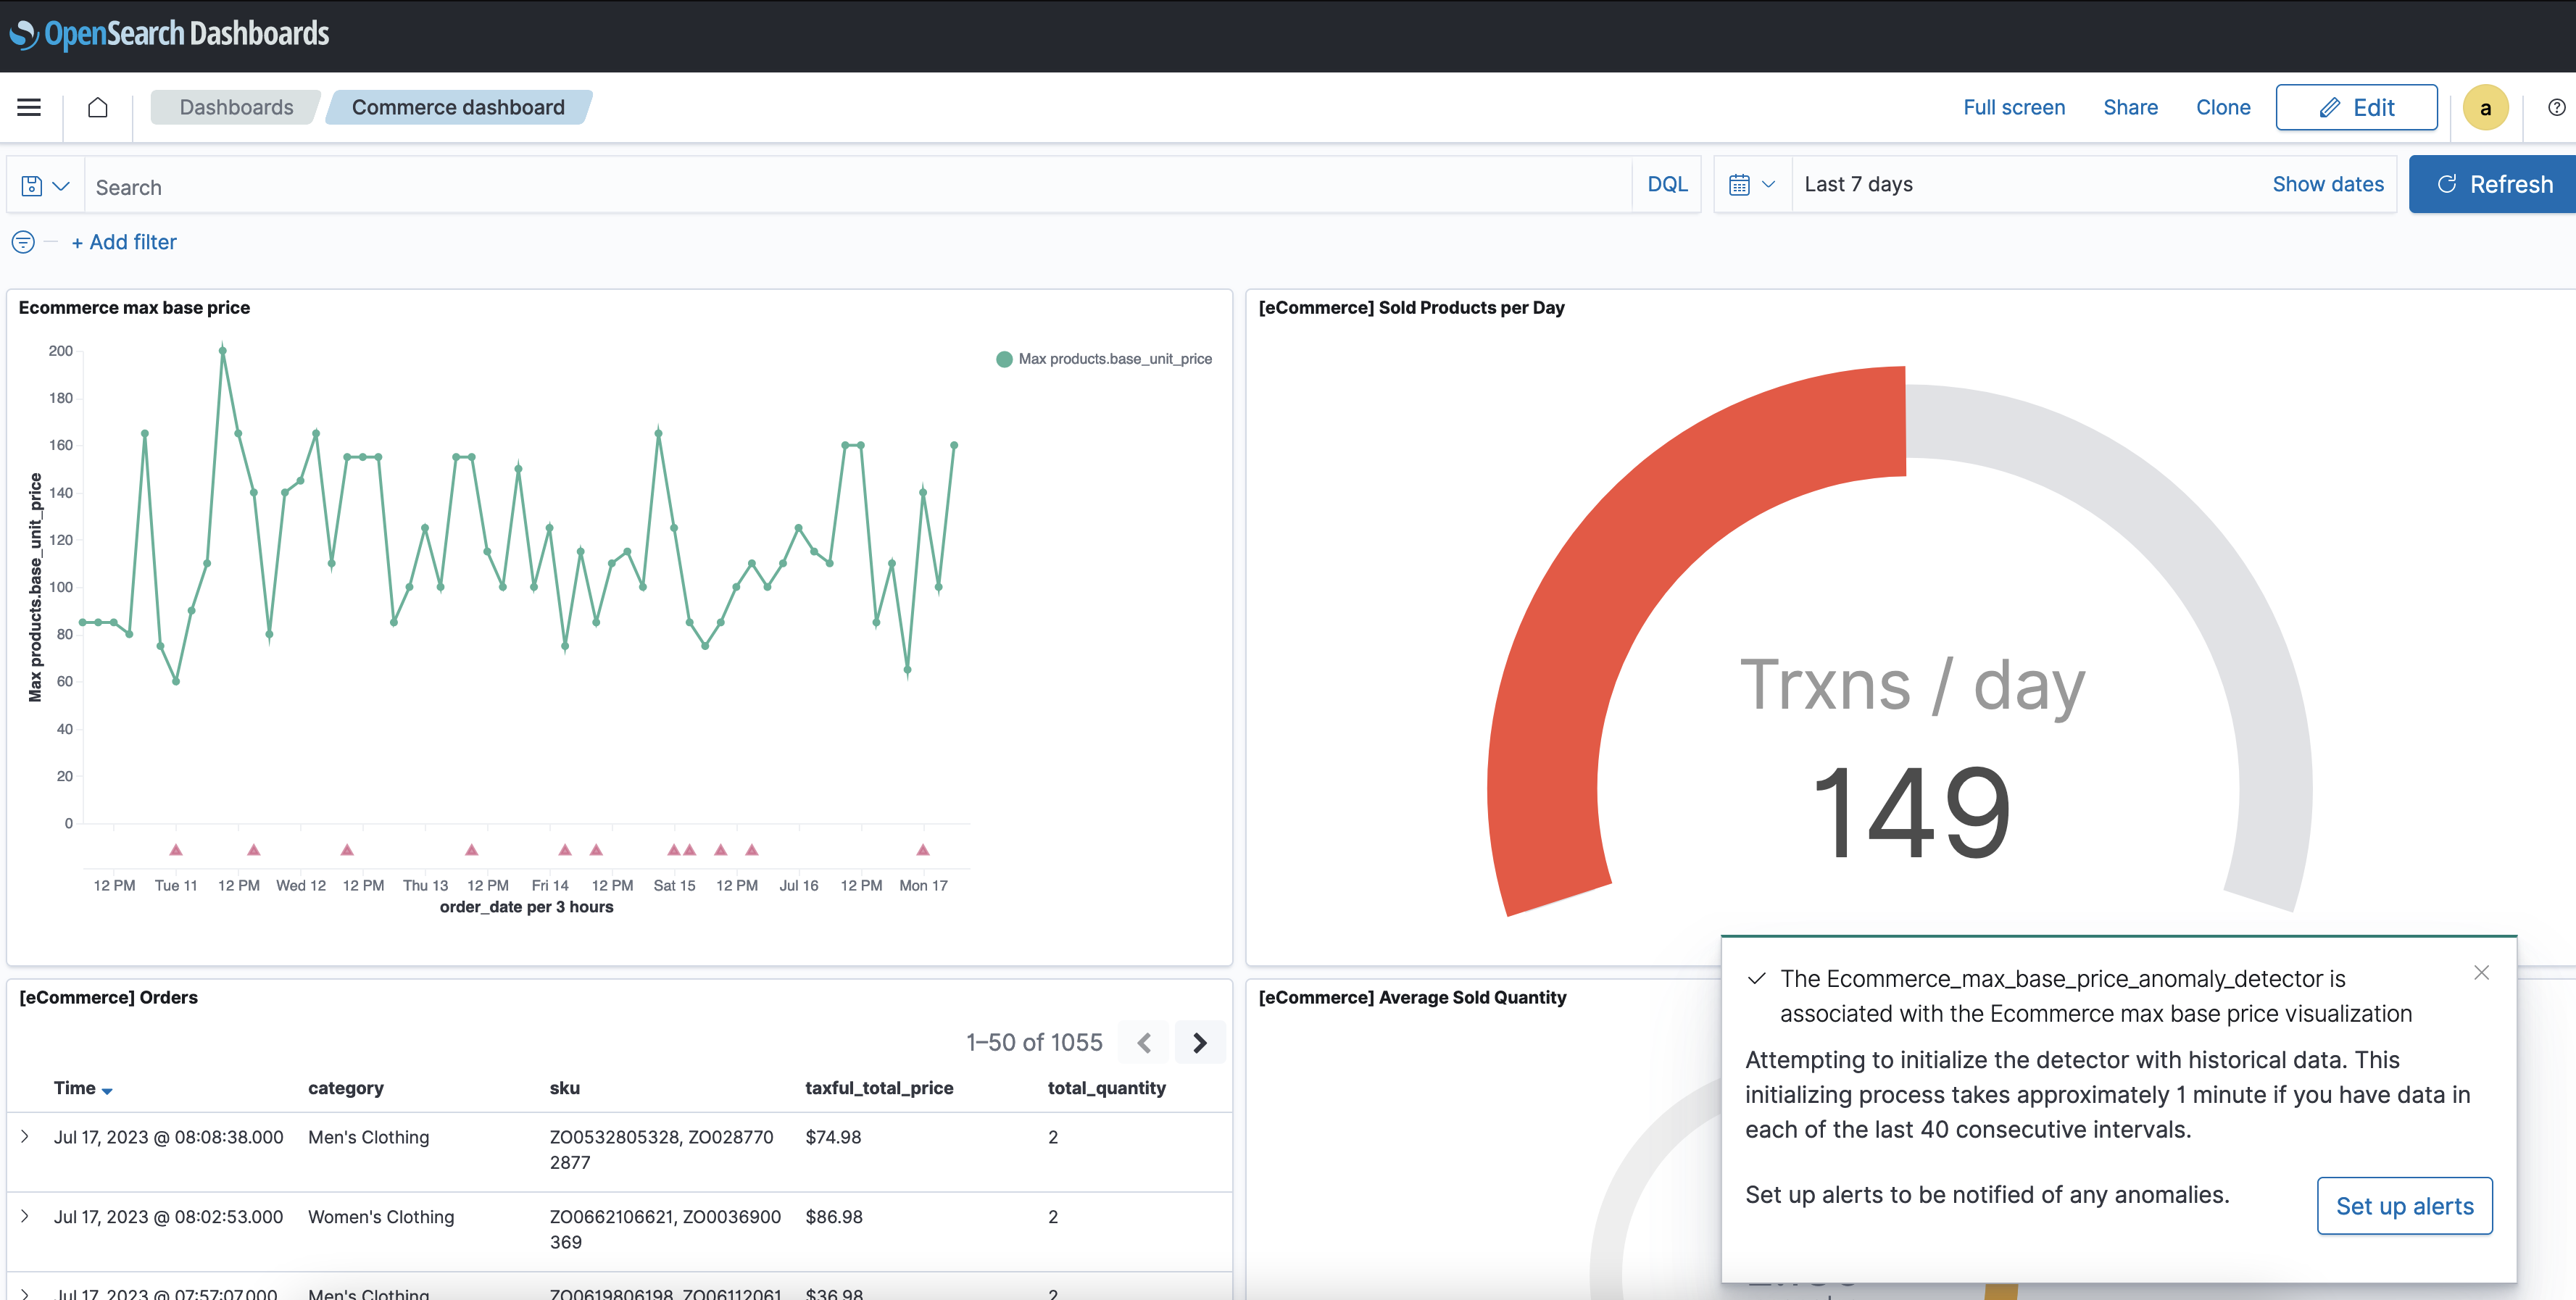 OpenSearch Dashboards
Dashboards
Commerce dashboard
Full screen
Share
Clone
Edit
a
Search
DQL
Last 7 days
Show dates
Refresh
+ Add filter
Ecommerce max base price
Max products.base_unit_price
200
180
160
140
120
100
80
60
40
20
0
Max products.base_unit_price
12 PM Tue 11 12 PM Wed 12 12 PM Thu 13 12 PM Fri 14 12 PM Sat 15 12 PM Jul 16 12 PM Mon 17
order_date per 3 hours
[eCommerce] Sold Products per Day
Trxns / day
149
[eCommerce] Orders
1–50 of 1055
Time category sku taxful_total_price total_quantity
Jul 17, 2023 @ 08:08:38.000 Men's Clothing ZO0532805328, ZO028770 $74.98 2
2877
Jul 17, 2023 @ 08:02:53.000 Women's Clothing ZO0662106621, ZO0036900 $86.98 2
369
Jul 17, 2023 @ 07:57:07.000 Men's Clothing ZO0619806198, ZO06112061 $36.98 2
[eCommerce] Average Sold Quantity
The Ecommerce_max_base_price_anomaly_detector is
associated with the Ecommerce max base price visualization
Attempting to initialize the detector with historical data. This
initializing process takes approximately 1 minute if you have data in
each of the last 40 consecutive intervals.
Set up alerts to be notified of any anomalies.
Set up alerts